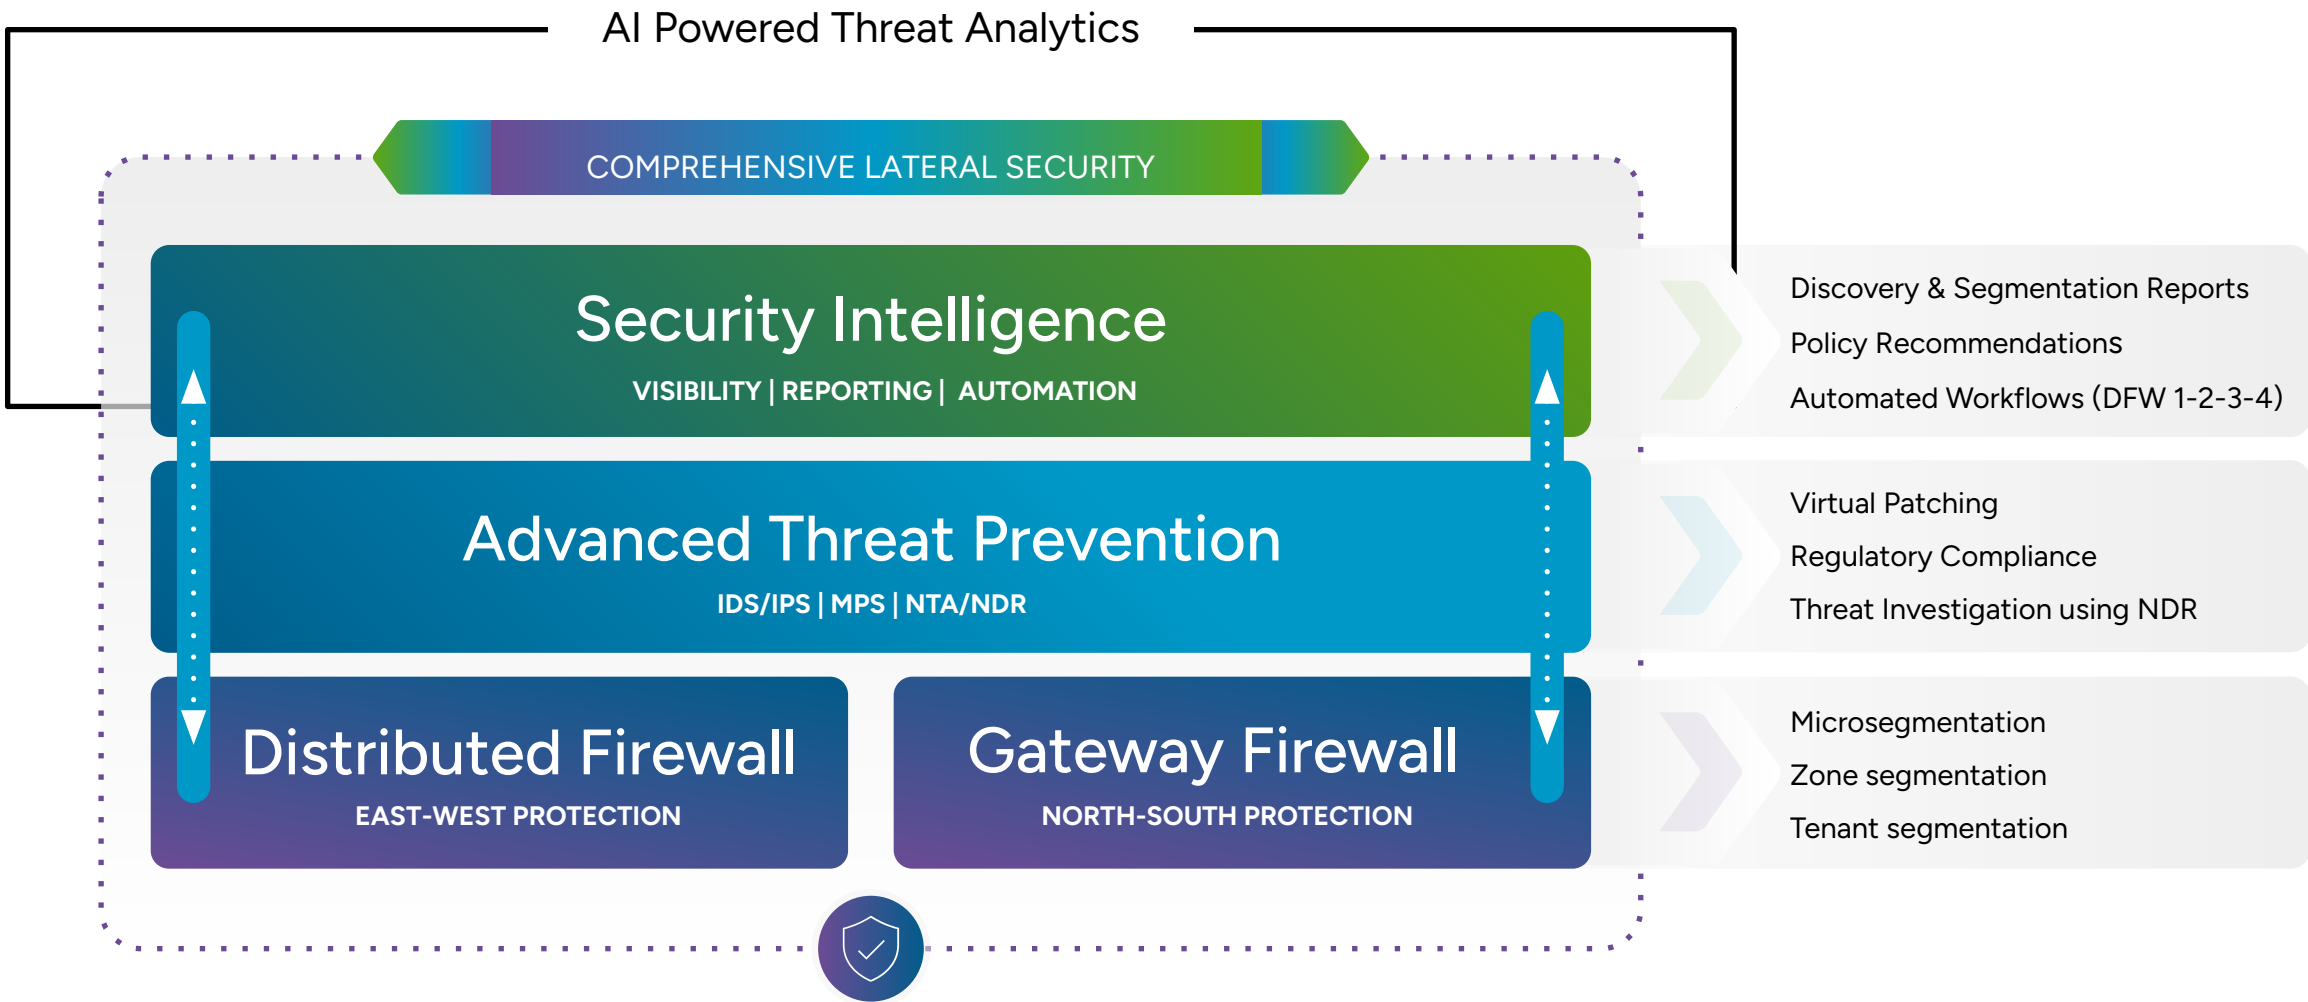 AI Powered Threat Analytics
COMPREHENSIVE LATERAL SECURITY
Security Intelligence
VISIBILITY | REPORTING | AUTOMATION
Discovery & Segmentation Reports
Policy Recommendations
Automated Workflows (DFW 1-2-3-4)
Advanced Threat Prevention
IDS/IPS | MPS | NTA/NDR
Virtual Patching
Regulatory Compliance
Threat Investigation using NDR
Distributed Firewall
EAST-WEST PROTECTION
Gateway Firewall
NORTH-SOUTH PROTECTION
Microsegmentation
Zone segmentation
Tenant segmentation